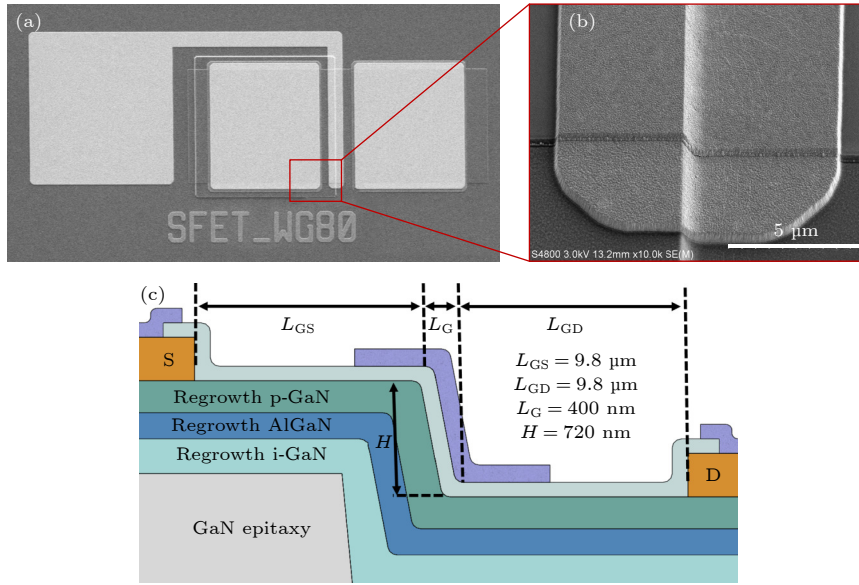 (a)
SFET_WG80
(b)
5 µm
S4800 3.0kV 13.2mm x10.0k SE(M)
(c)
L_GS
L_G
L_GD
S
L_GS = 9.8 µm
L_GD = 9.8 µm
L_G = 400 nm
H = 720 nm
Regrowth p-GaN
Regrowth AlGaN
H
Regrowth i-GaN
D
GaN epitaxy